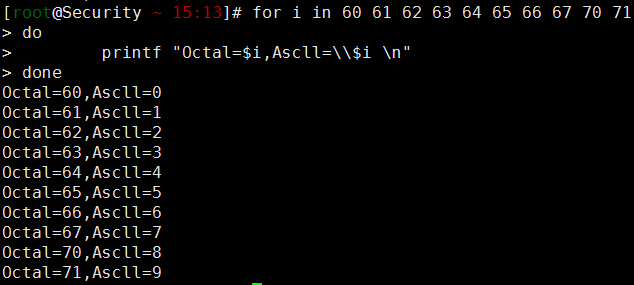 [root@Security ~ 15:13]# for i in 60 61 62 63 64 65 66 67 70 71
> do
>         printf "Octal=$i,Ascll=\\$i \n"
> done
Octal=60,Ascll=0
Octal=61,Ascll=1
Octal=62,Ascll=2
Octal=63,Ascll=3
Octal=64,Ascll=4
Octal=65,Ascll=5
Octal=66,Ascll=6
Octal=67,Ascll=7
Octal=70,Ascll=8
Octal=71,Ascll=9